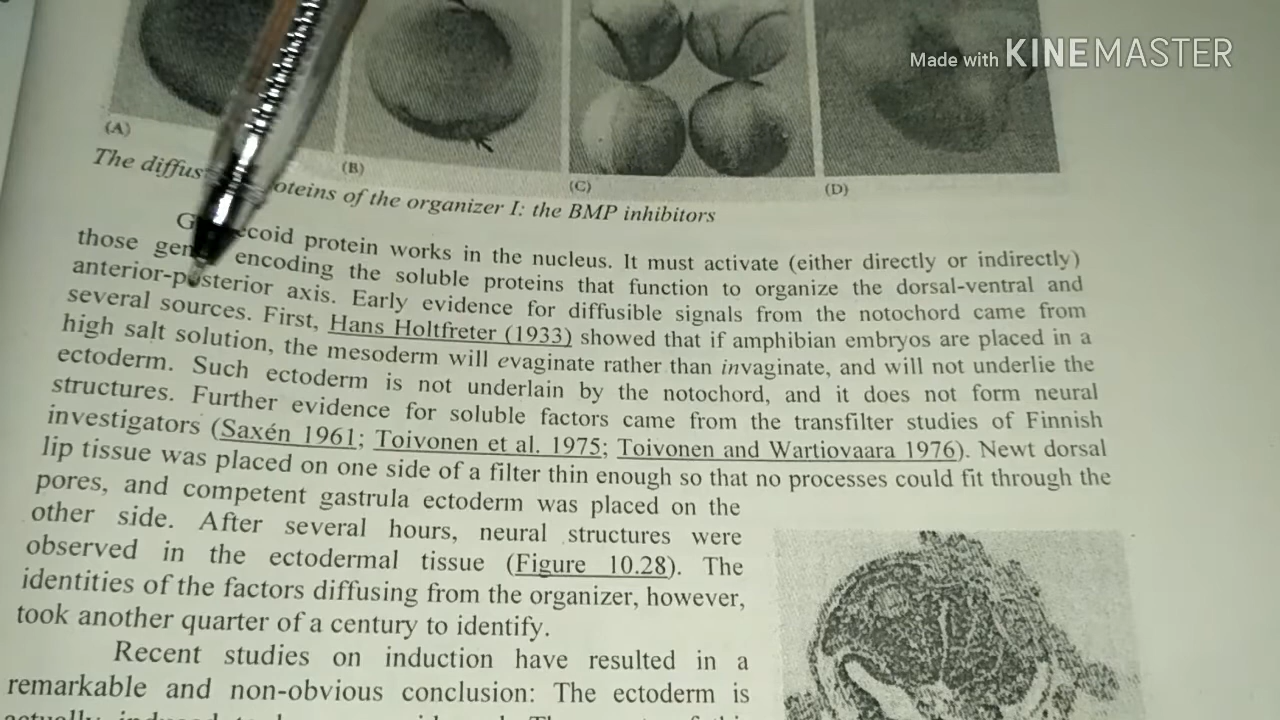 Made with KINEMASTER
(A)
(B)
(C)
(D)
The diffus oteins of the organizer I: the BMP inhibitors
G ecoid protein works in the nucleus. It must activate (either directly or indirectly)
those gen encoding the soluble proteins that function to organize the dorsal-ventral and
anterior-posterior axis. Early evidence for diffusible signals from the notochord came from
several sources. First, Hans Holtfreter (1933) showed that if amphibian embryos are placed in a
high salt solution, the mesoderm will evaginate rather than invaginate, and will not underlie the
ectoderm. Such ectoderm is not underlain by the notochord, and it does not form neural
structures. Further evidence for soluble factors came from the transfilter studies of Finnish
investigators (Saxén 1961; Toivonen et al. 1975; Toivonen and Wartiovaara 1976). Newt dorsal
lip tissue was placed on one side of a filter thin enough so that no processes could fit through the
pores, and competent gastrula ectoderm was placed on the
other side. After several hours, neural structures were
observed in the ectodermal tissue (Figure 10.28). The
identities of the factors diffusing from the organizer, however,
took another quarter of a century to identify.
Recent studies on induction have resulted in a
remarkable and non-obvious conclusion: The ectoderm is